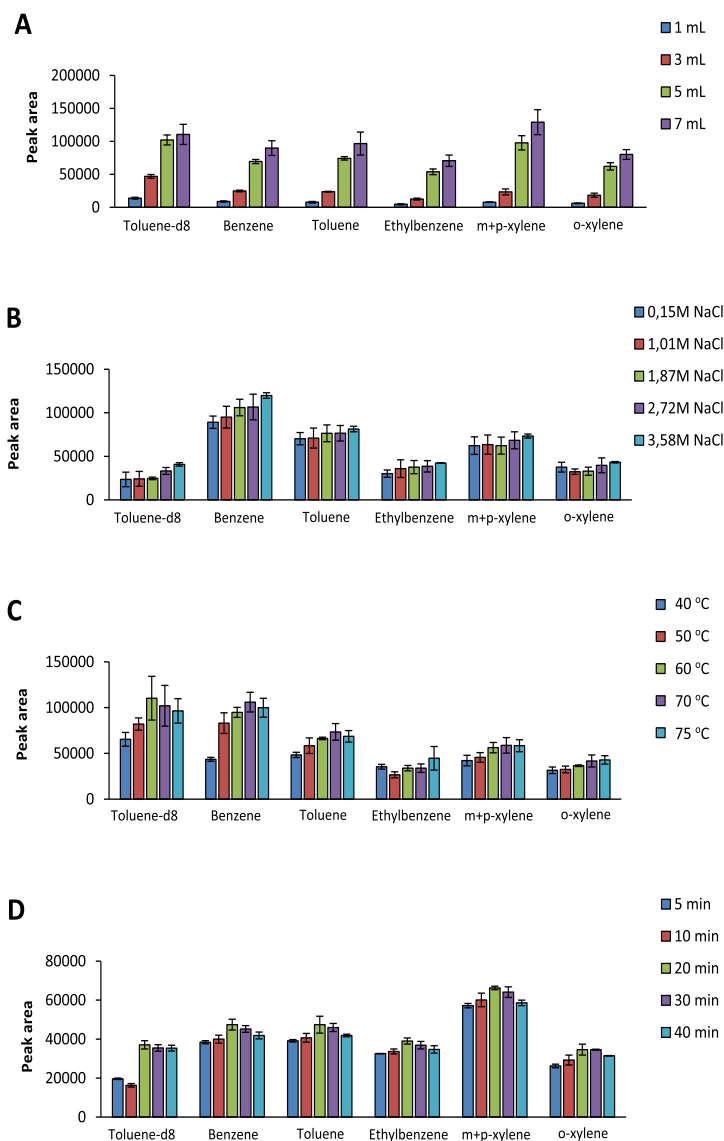 A
1 mL
3 mL
5 mL
7 mL
Peak area
200000
150000
100000
50000
0
Toluene-d8 Benzene Toluene Ethylbenzene m+p-xylene o-xylene
B
0,15M NaCl
1,01M NaCl
1,87M NaCl
2,72M NaCl
3,58M NaCl
Peak area
150000
100000
50000
0
Toluene-d8 Benzene Toluene Ethylbenzene m+p-xylene o-xylene
C
40 ºC
50 ºC
60 ºC
70 ºC
75 ºC
Peak area
150000
100000
50000
0
Toluene-d8 Benzene Toluene Ethylbenzene m+p-xylene o-xylene
D
5 min
10 min
20 min
30 min
40 min
Peak area
80000
60000
40000
20000
0
Toluene-d8 Benzene Toluene Ethylbenzene m+p-xylene o-xylene